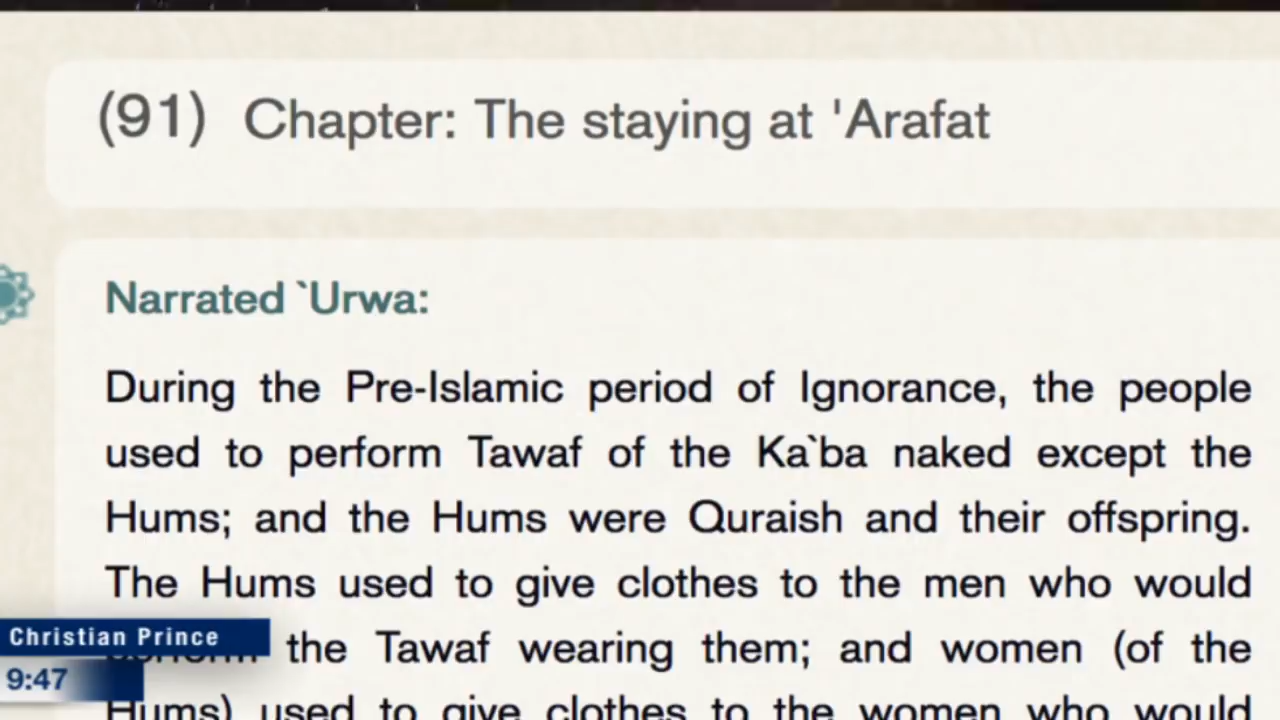 (91) Chapter: The staying at 'Arafat
Narrated `Urwa:
During the Pre-Islamic period of Ignorance, the people
used to perform Tawaf of the Ka`ba naked except the
Hums; and the Hums were Quraish and their offspring.
The Hums used to give clothes to the men who would
perform the Tawaf wearing them; and women (of the
Hums) used to give clothes to the women who would
Christian Prince
9:47